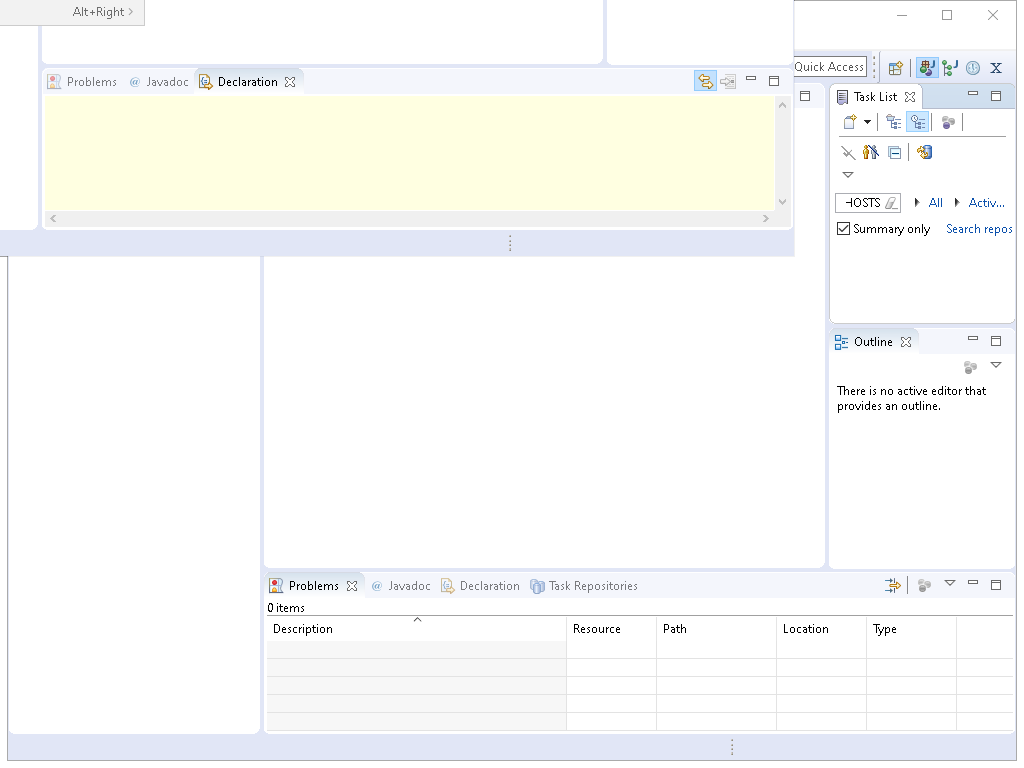 Alt+Right
Problems @ Javadoc Declaration
Quick Access
Task List
HOSTS All Activ...
Summary only Search repos
Outline
There is no active editor that
provides an outline.
Problems @ Javadoc Declaration Task Repositories
0 items
Description Resource Path Location Type